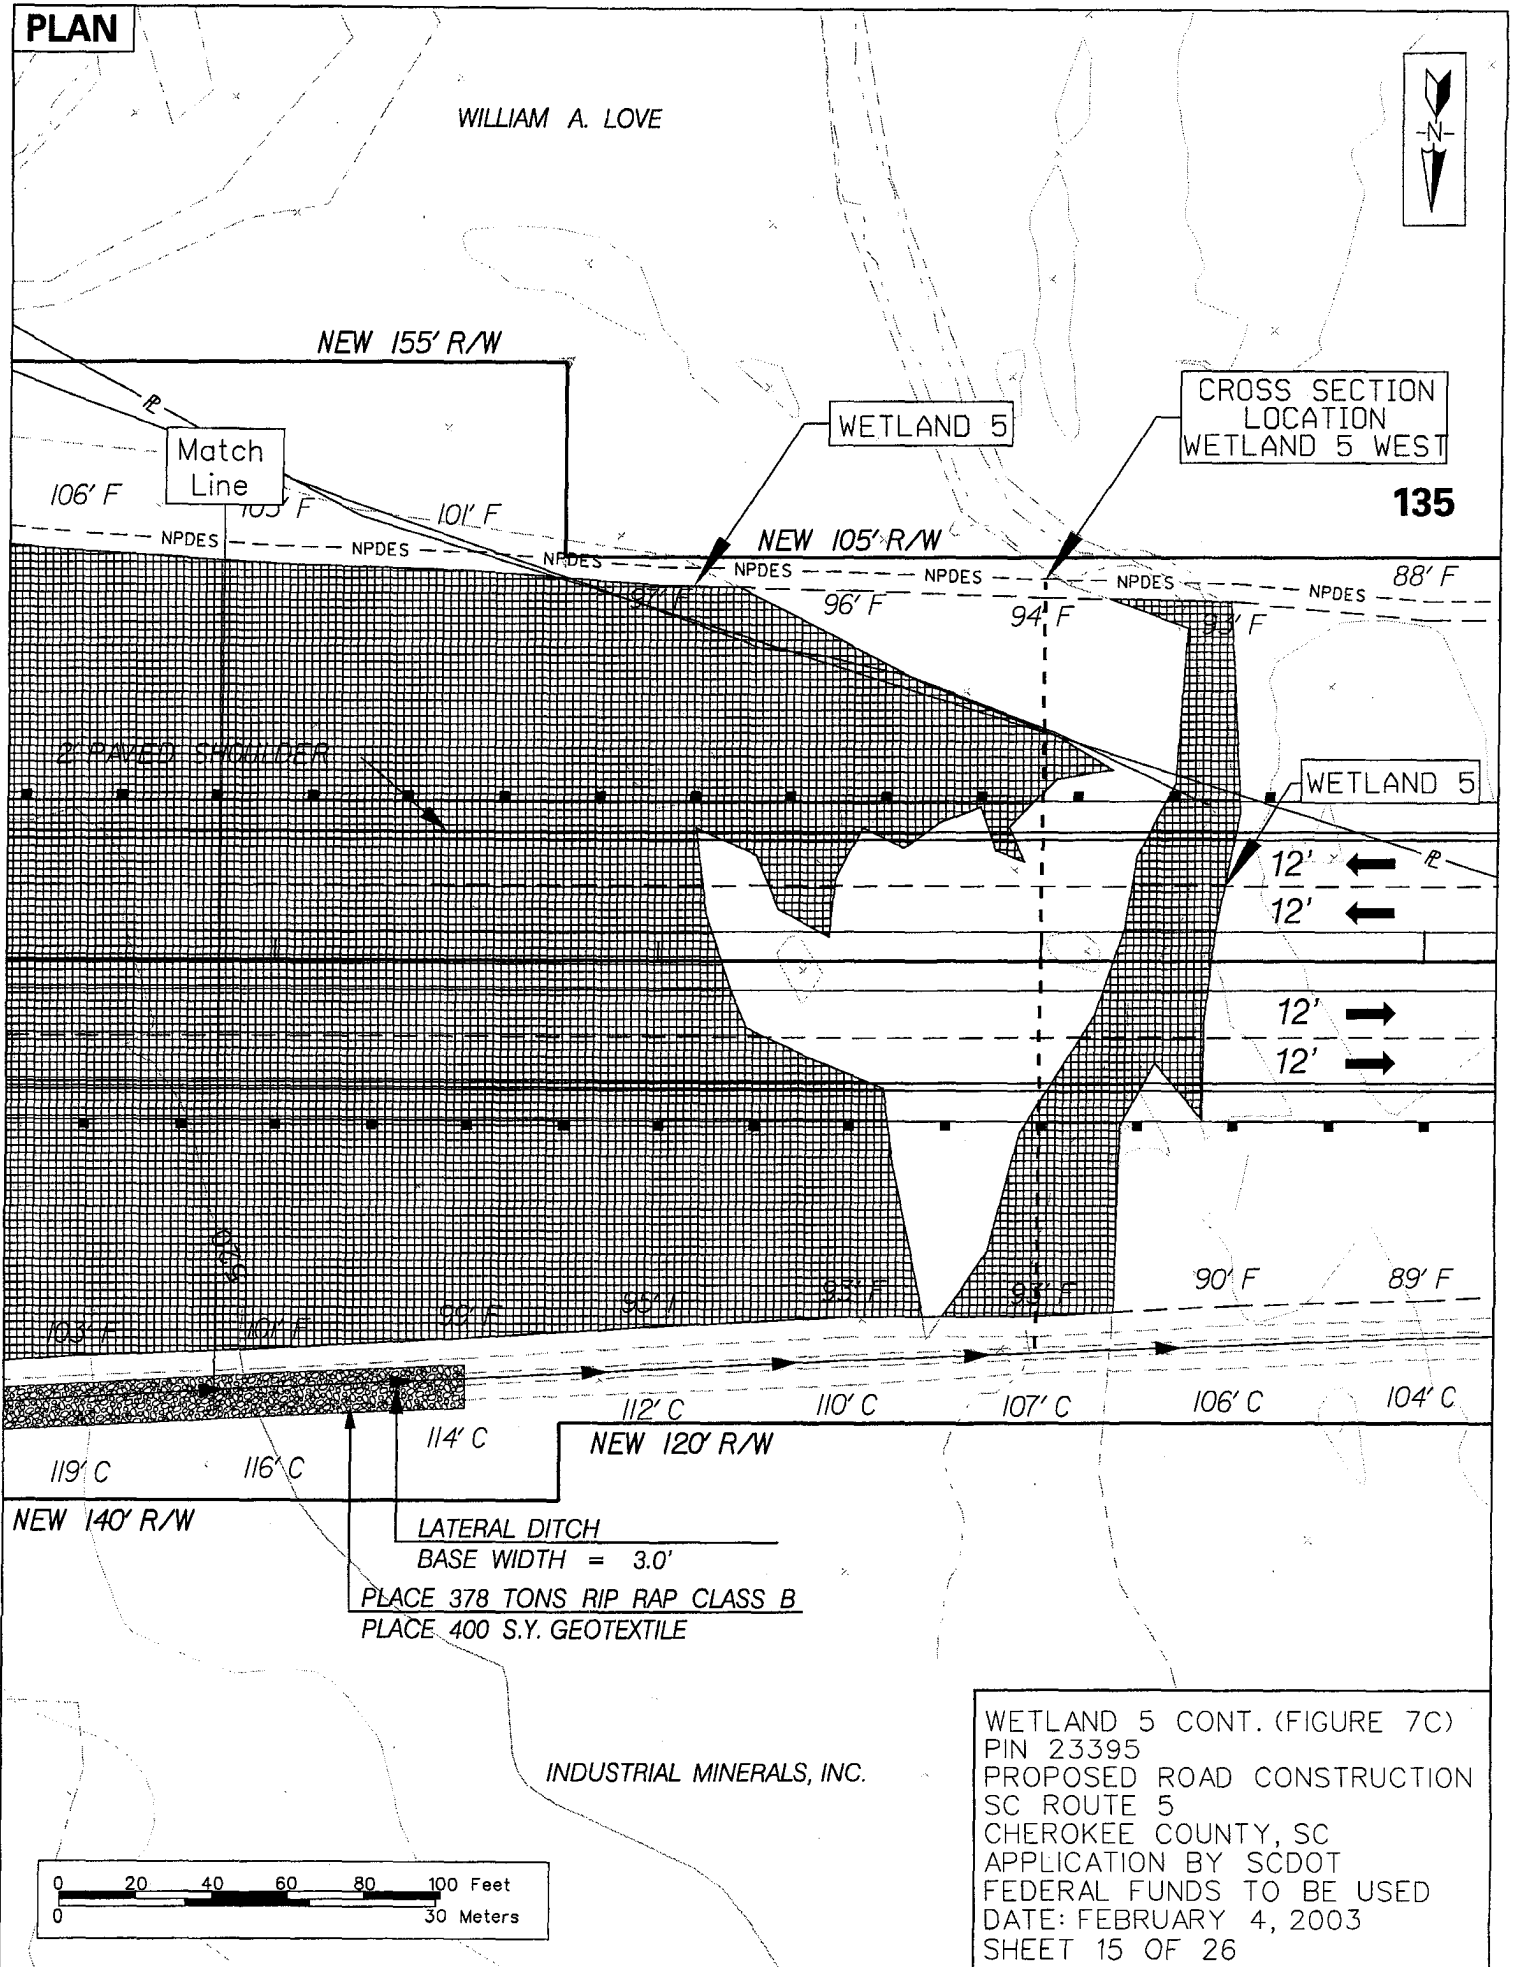 PLAN
WILLIAM A. LOVE
-N-
NEW 155' R/W
CROSS SECTION
LOCATION
WETLAND 5 WEST
WETLAND 5
Match
Line
135
106' F
101' F
NEW 105' R/W
NPDES
NPDES
NPDES
NPDES
NPDES
NPDES
NPDES
88' F
97' F
96' F
94' F
93' F
2' PAVED SHOULDER
WETLAND 5
12'
12'
12'
12'
103' F
101' F
99' F
93' F
93' F
90' F
89' F
119' C
116' C
114' C
112' C
110' C
107' C
106' C
104' C
NEW 120' R/W
NEW 140' R/W
LATERAL DITCH
BASE WIDTH = 3.0'
PLACE 378 TONS RIP RAP CLASS B
PLACE 400 S.Y. GEOTEXTILE
INDUSTRIAL MINERALS, INC.
WETLAND 5 CONT. (FIGURE 7C)
PIN 23395
PROPOSED ROAD CONSTRUCTION
SC ROUTE 5
CHEROKEE COUNTY, SC
APPLICATION BY SCDOT
FEDERAL FUNDS TO BE USED
DATE: FEBRUARY 4, 2003
SHEET 15 OF 26
0 20 40 60 80 100 Feet
0 30 Meters